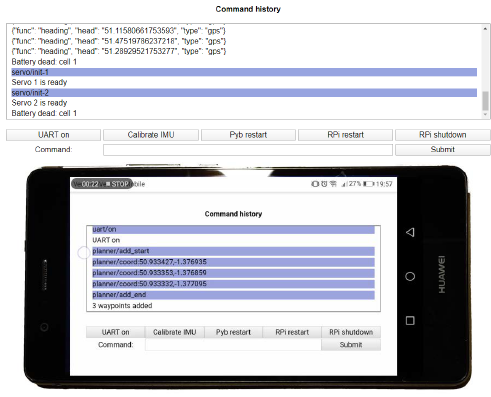 Command history
{"func": "heading", "head": "51.11580661753593", "type": "gps"}
{"func": "heading", "head": "51.47519786237218", "type": "gps"}
{"func": "heading", "head": "51.28929521753277", "type": "gps"}
Battery dead: cell 1
servo/init-1
Servo 1 is ready
servo/init-2
Servo 2 is ready
Battery dead: cell 1
UART on Calibrate IMU Pyb restart RPi restart RPi shutdown
Command: Submit
00:22 STOP bile 27% 19:57
Command history
uart/on
UART on
planner/add_start
planner/coord:50.933427,-1.376935
planner/coord:50.933353,-1.376859
planner/coord:50.933332,-1.377095
planner/add_end
3 waypoints added
UART on Calibrate IMU Pyb restart RPi restart RPi shutdown
Command: Submit
HUAWEI